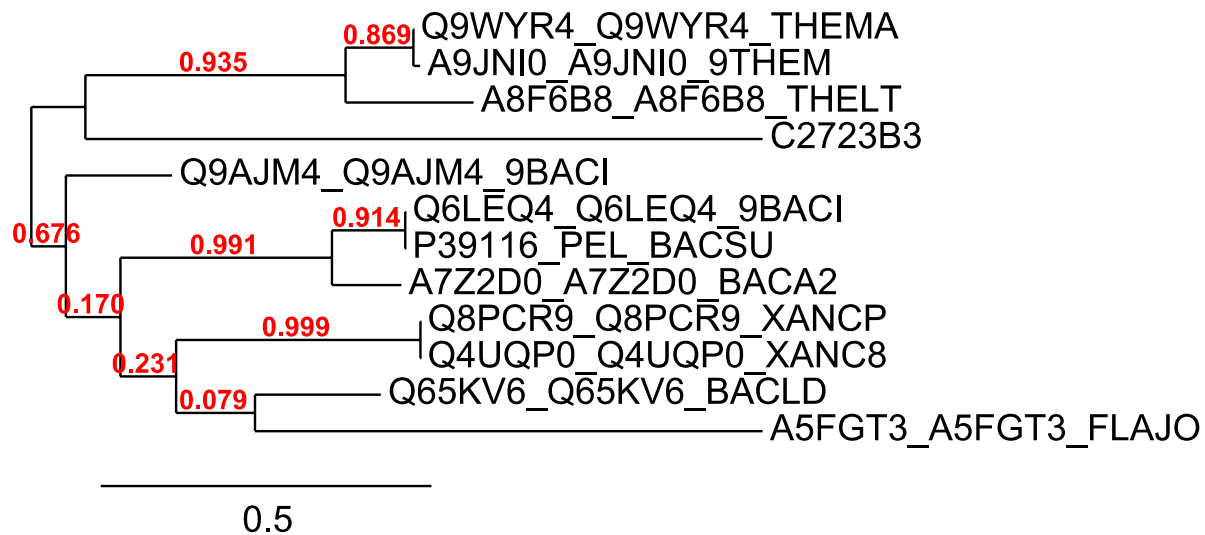 Q9WYR4_Q9WYR4_THEMA
0.869
A9JNI0_A9JNI0_9THEM
0.935
A8F6B8_A8F6B8_THELT
C2723B3
Q9AJM4_Q9AJM4_9BACI
Q6LEQ4_Q6LEQ4_9BACI
0.914
0.676
P39116_PEL_BACSU
0.991
A7Z2D0_A7Z2D0_BACA2
0.170
Q8PCR9_Q8PCR9_XANCP
0.999
Q4UQP0_Q4UQP0_XANC8
0.231
Q65KV6_Q65KV6_BACLD
0.079
A5FGT3_A5FGT3_FLAJO
0.5